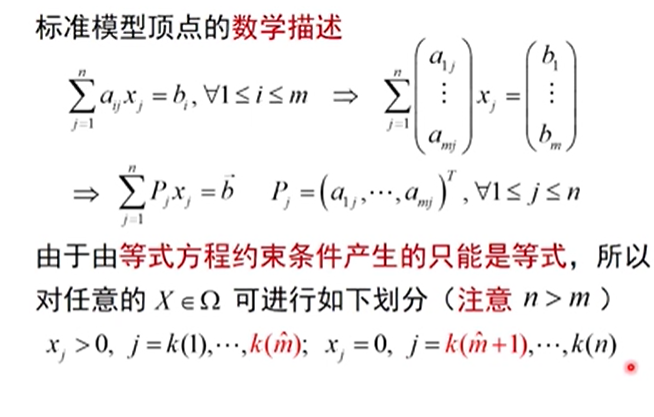 标准模型顶点的数学描述
$\sum_{j=1}^{n} a_{ij} x_j = b_i, \forall 1 \le i \le m \Rightarrow \sum_{j=1}^{n} \begin{pmatrix} a_{1j} \\ \vdots \\ a_{mj} \end{pmatrix} x_j = \begin{pmatrix} b_1 \\ \vdots \\ b_m \end{pmatrix}$
$\Rightarrow \sum_{j=1}^{n} P_j x_j = \vec{b} \quad P_j = (a_{1j}, \cdots, a_{mj})^T, \forall 1 \le j \le n$
由于由等式方程约束条件产生的只能是等式，所以
对任意的 $X \in \Omega$ 可进行如下划分（注意 $n > m$ ）
$x_j > 0, \ j = k(1), \cdots, k(\hat{m}); \ x_j = 0, \ j = k(\hat{m}+1), \cdots, k(n)$